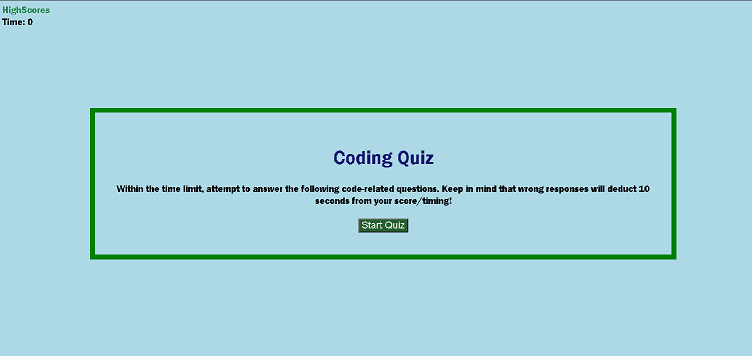 HighScores
Time: 0
Coding Quiz
Within the time limit, attempt to answer the following code-related questions. Keep in mind that wrong responses will deduct 10
seconds from your score/timing!
Start Quiz